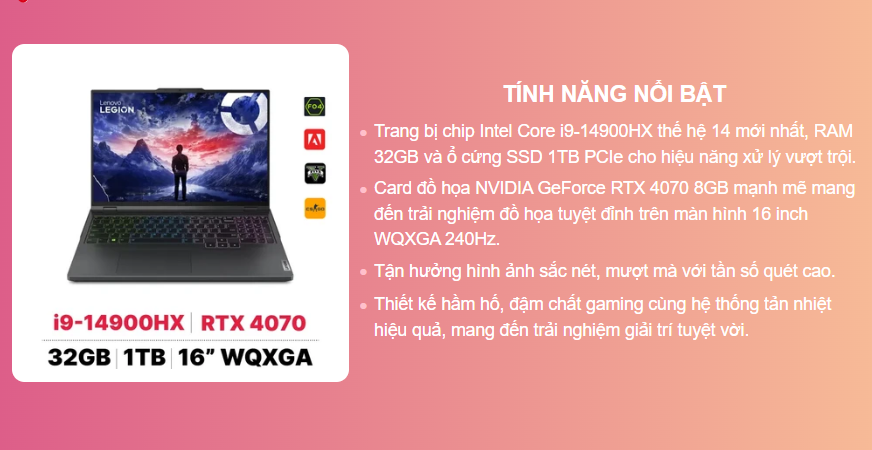 Lenovo
LEGION
FO4
i9-14900HX | RTX 4070
32GB | 1TB | 16” WQXGA
TÍNH NĂNG NỔI BẬT
Trang bị chip Intel Core i9-14900HX thế hệ 14 mới nhất, RAM
32GB và ổ cứng SSD 1TB PCIe cho hiệu năng xử lý vượt trội.
Card đồ họa NVIDIA GeForce RTX 4070 8GB mạnh mẽ mang
đến trải nghiệm đồ họa tuyệt đỉnh trên màn hình 16 inch
WQXGA 240Hz.
Tận hưởng hình ảnh sắc nét, mượt mà với tần số quét cao.
Thiết kế hầm hố, đậm chất gaming cùng hệ thống tản nhiệt
hiệu quả, mang đến trải nghiệm giải trí tuyệt vời.